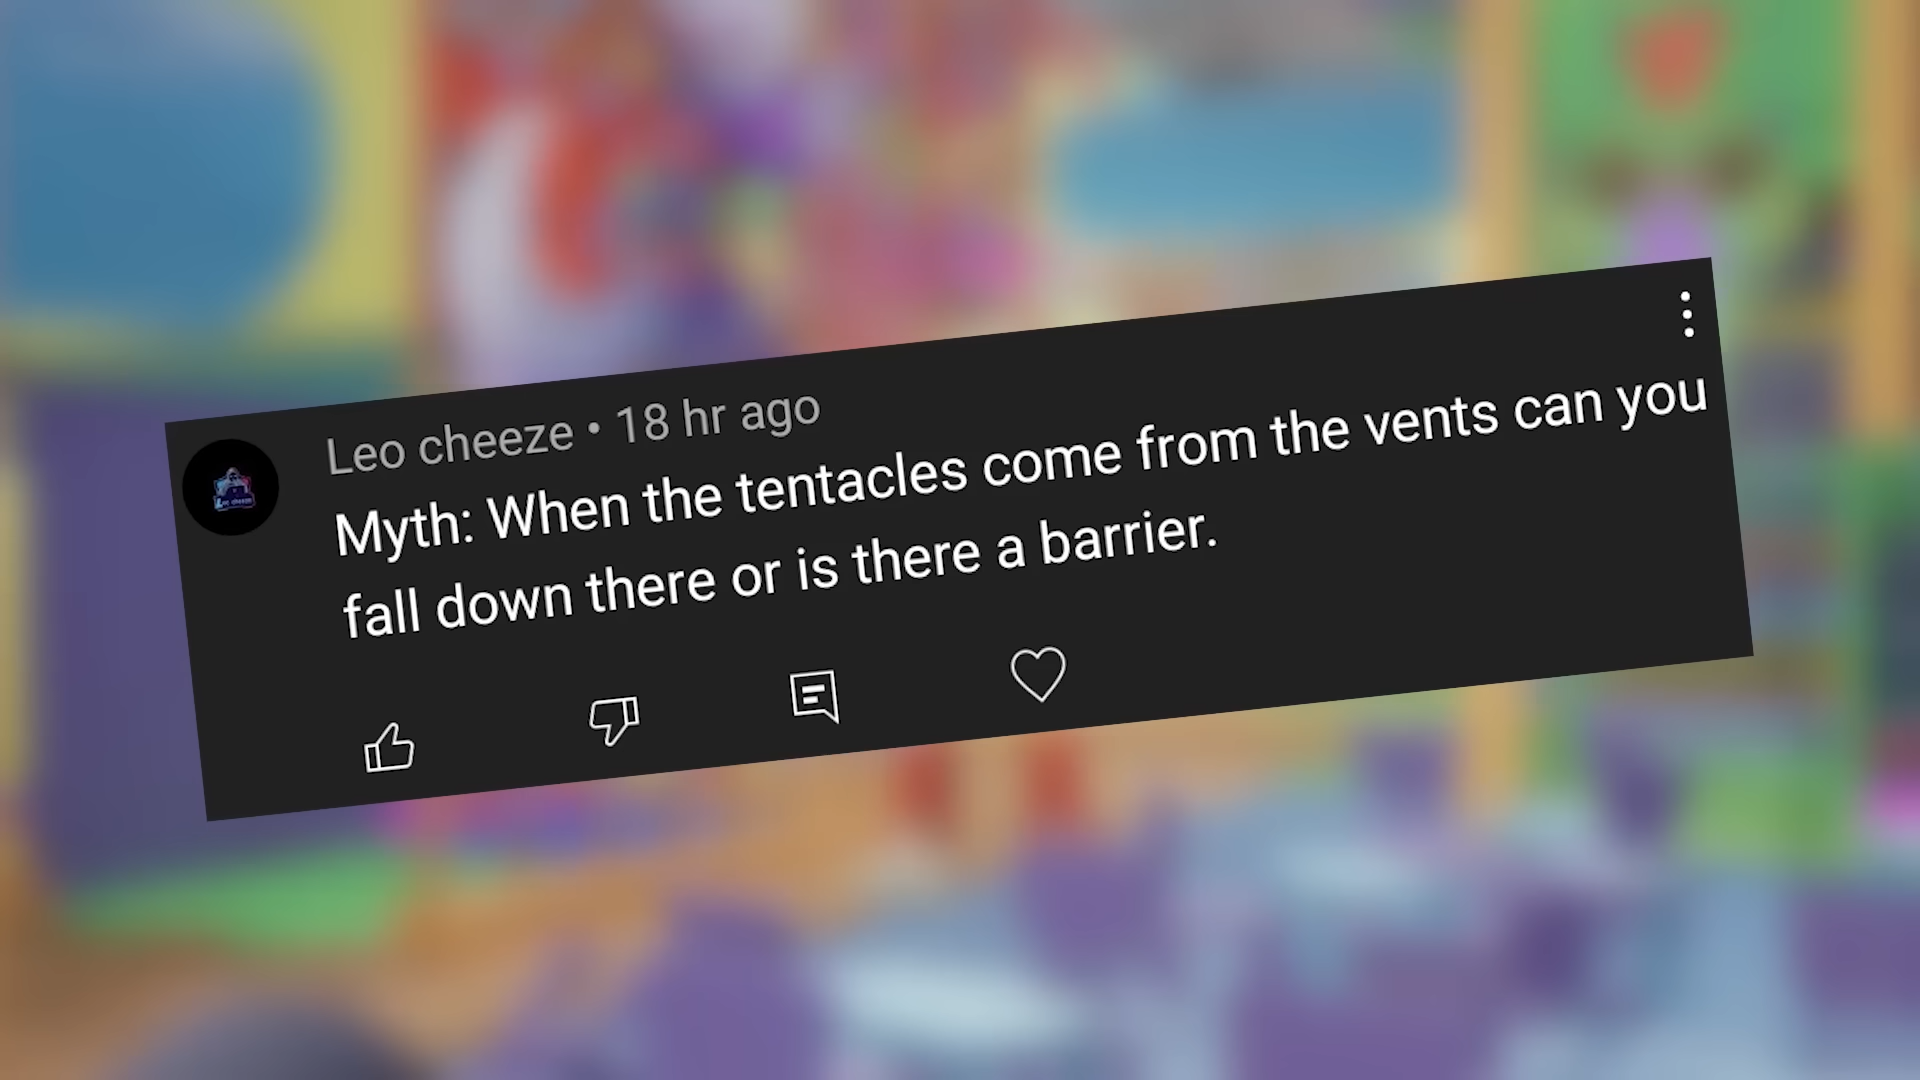 Leo cheeze • 18 hr ago
Myth: When the tentacles come from the vents can you
fall down there or is there a barrier.